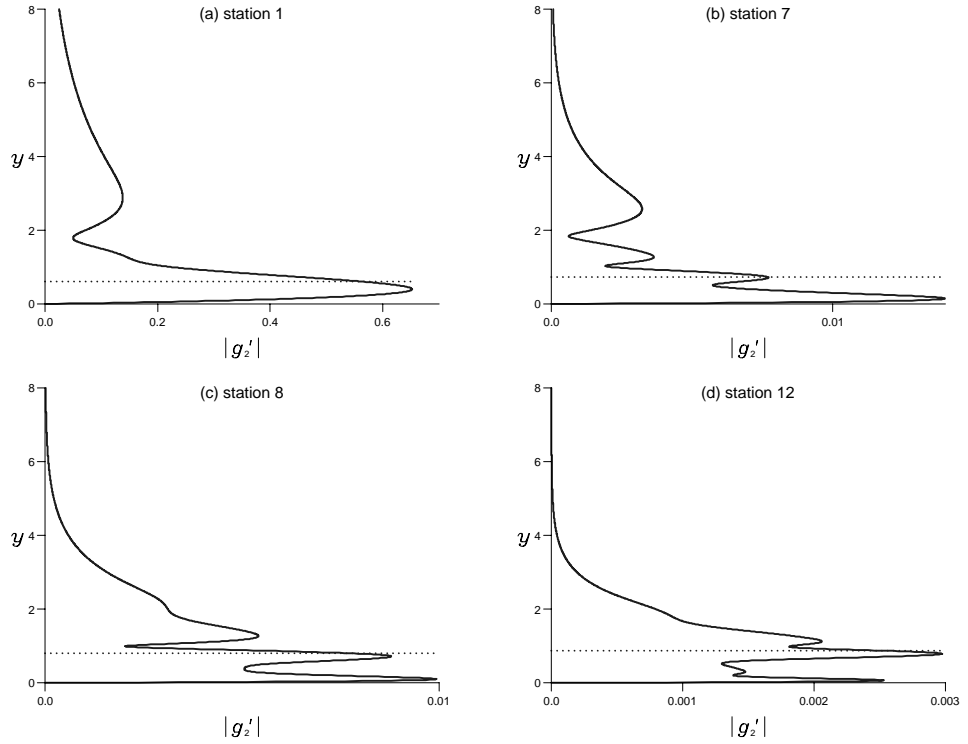 (a) station 1
8
6
y 4
2
0
0.0 0.2 0.4 0.6
|g₂′|
(b) station 7
8
6
y 4
2
0
0.0 0.01
|g₂′|
(c) station 8
8
6
y 4
2
0
0.0 0.01
|g₂′|
(d) station 12
8
6
y 4
2
0
0.0 0.001 0.002 0.003
|g₂′|